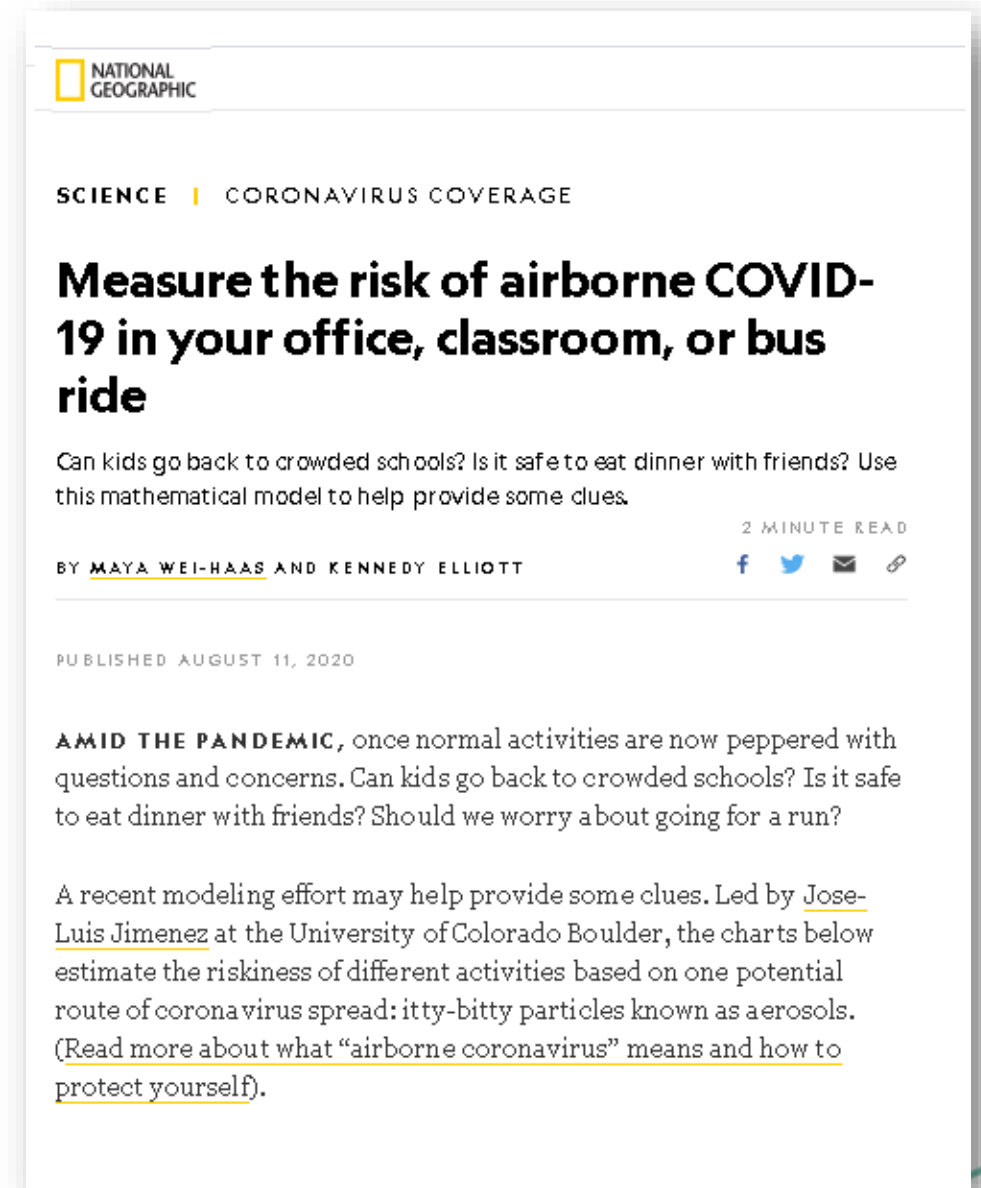 NATIONAL
GEOGRAPHIC
SCIENCE | CORONAVIRUS COVERAGE
Measure the risk of airborne COVID-
19 in your office, classroom, or bus
ride
Can kids go back to crowded schools? Is it safe to eat dinner with friends? Use
this mathematical model to help provide some clues.
2 MINUTE READ
BY MAYA WEI-HAAS AND KENNEDY ELLIOTT
PUBLISHED AUGUST 11, 2020
AMID THE PANDEMIC, once normal activities are now peppered with
questions and concerns. Can kids go back to crowded schools? Is it safe
to eat dinner with friends? Should we worry about going for a run?
A recent modeling effort may help provide some clues. Led by Jose-
Luis Jimenez at the University of Colorado Boulder, the charts below
estimate the riskiness of different activities based on one potential
route of coronavirus spread: itty-bitty particles known as aerosols.
(Read more about what “airborne coronavirus” means and how to
protect yourself).